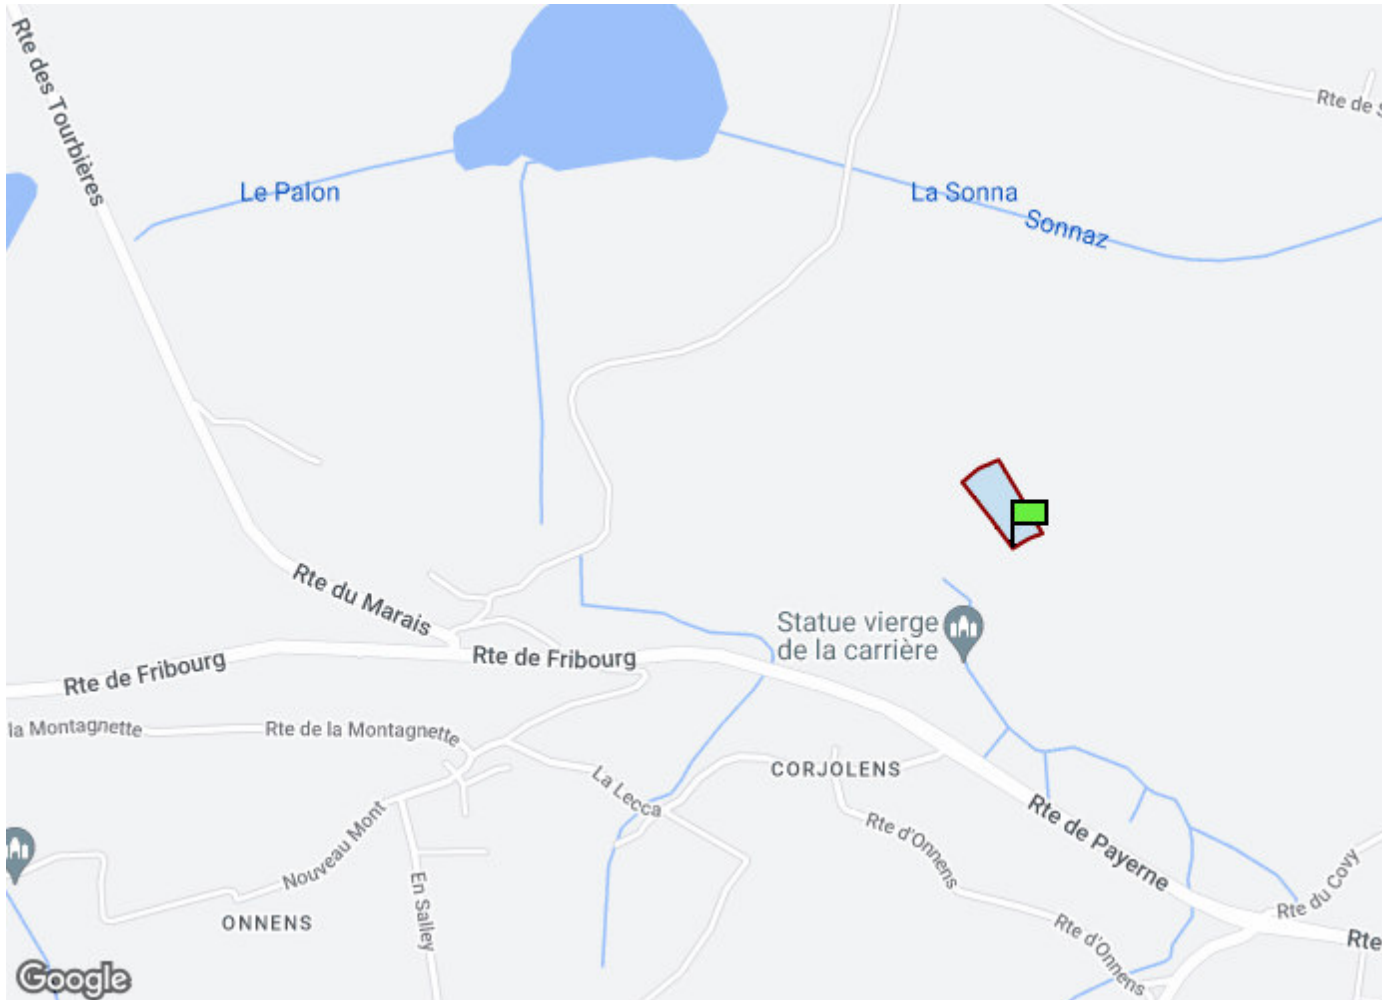 Rte des Tourbières
Rte de S
Le Palon
La Sonna
Sonnaz
Rte du Marais
Statue vierge
de la carrière
Rte de Fribourg
Rte de Fribourg
la Montagnette
Rte de la Montagnette
CORJOLENS
La Lecca
Rte de Payerne
Rte d'Onnens
Nouveau Mont
En Salley
Rte du Covy
ONNENS
Rte d'Onnens
Rte
Google